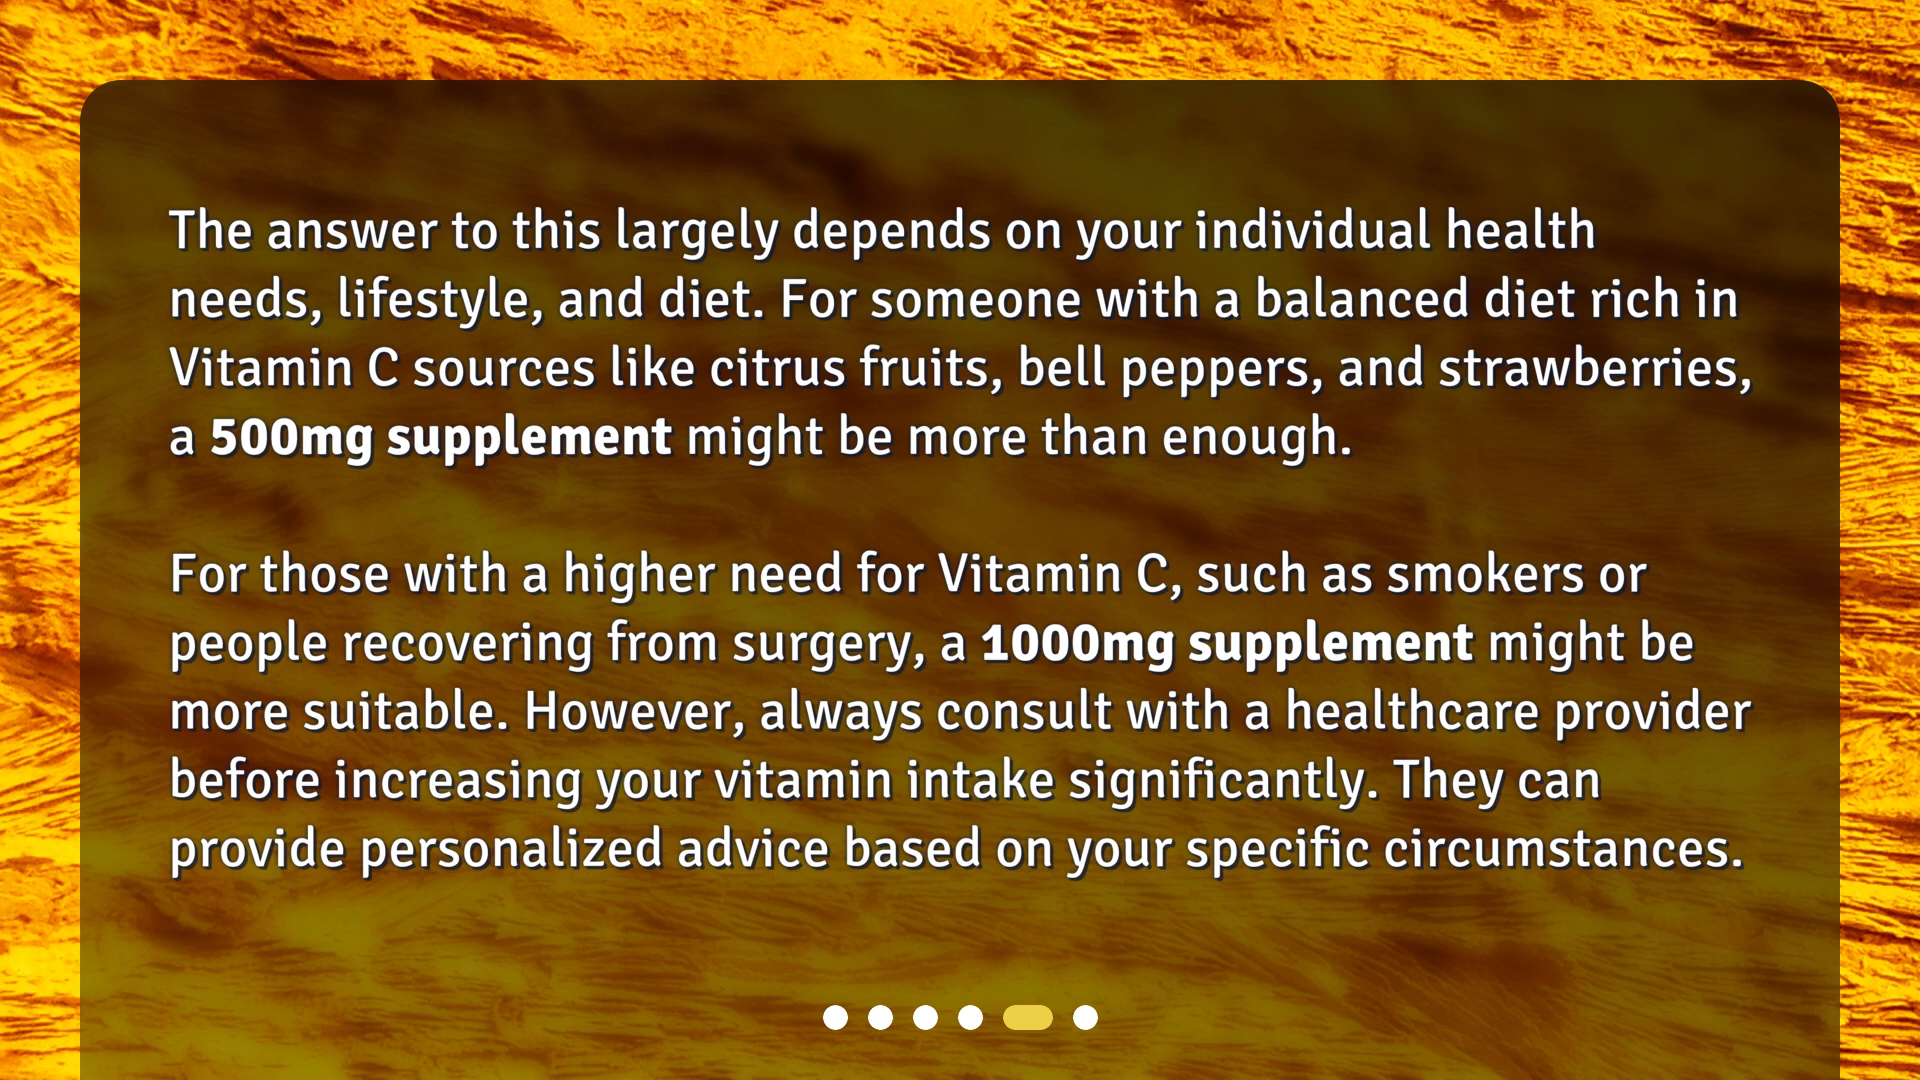 The answer to this largely depends on your individual health
needs, lifestyle, and diet. For someone with a balanced diet rich in
Vitamin C sources like citrus fruits, bell peppers, and strawberries,
a 500mg supplement might be more than enough.
For those with a higher need for Vitamin C, such as smokers or
people recovering from surgery, a 1000mg supplement might be
more suitable. However, always consult with a healthcare provider
before increasing your vitamin intake significantly. They can
provide personalized advice based on your specific circumstances.